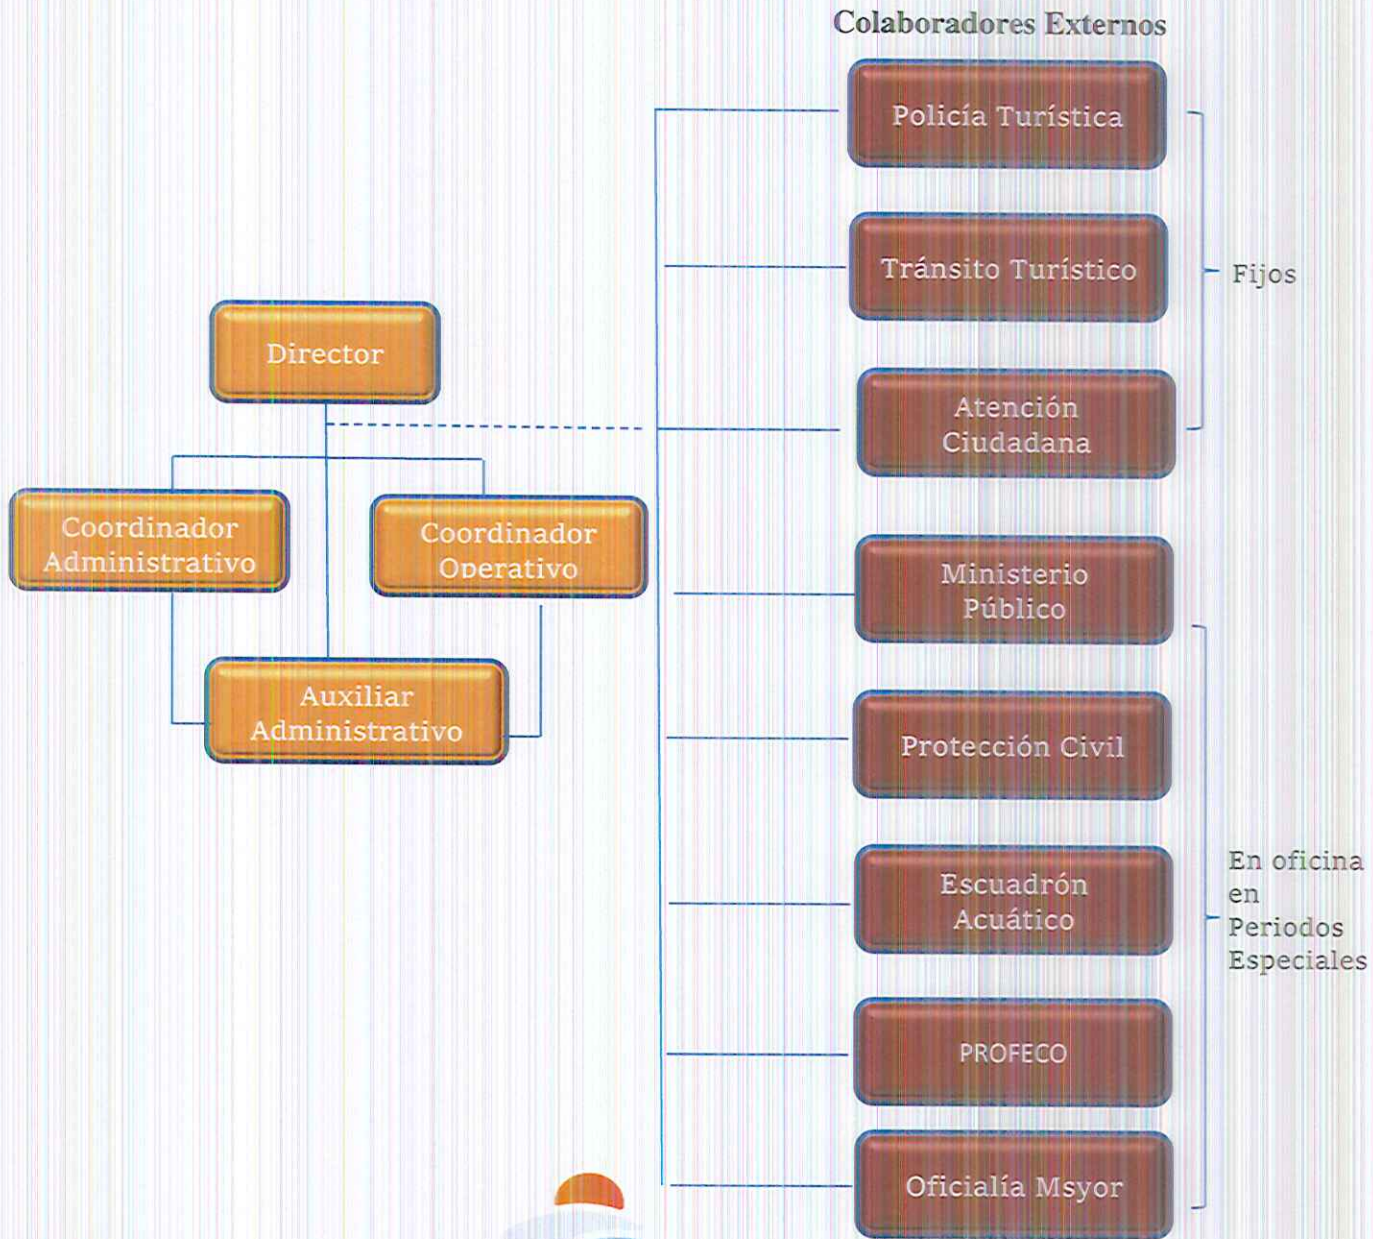 Colaboradores Externos
Policía Turística
Tránsito Turístico
Fijos
Director
Atención
Ciudadana
Coordinador
Administrativo
Coordinador
Operativo
Ministerio
Público
Auxiliar
Administrativo
Protección Civil
Escuadrón
Acuático
En oficina
en
Periodos
Especiales
PROFECO
Oficialía Msyor